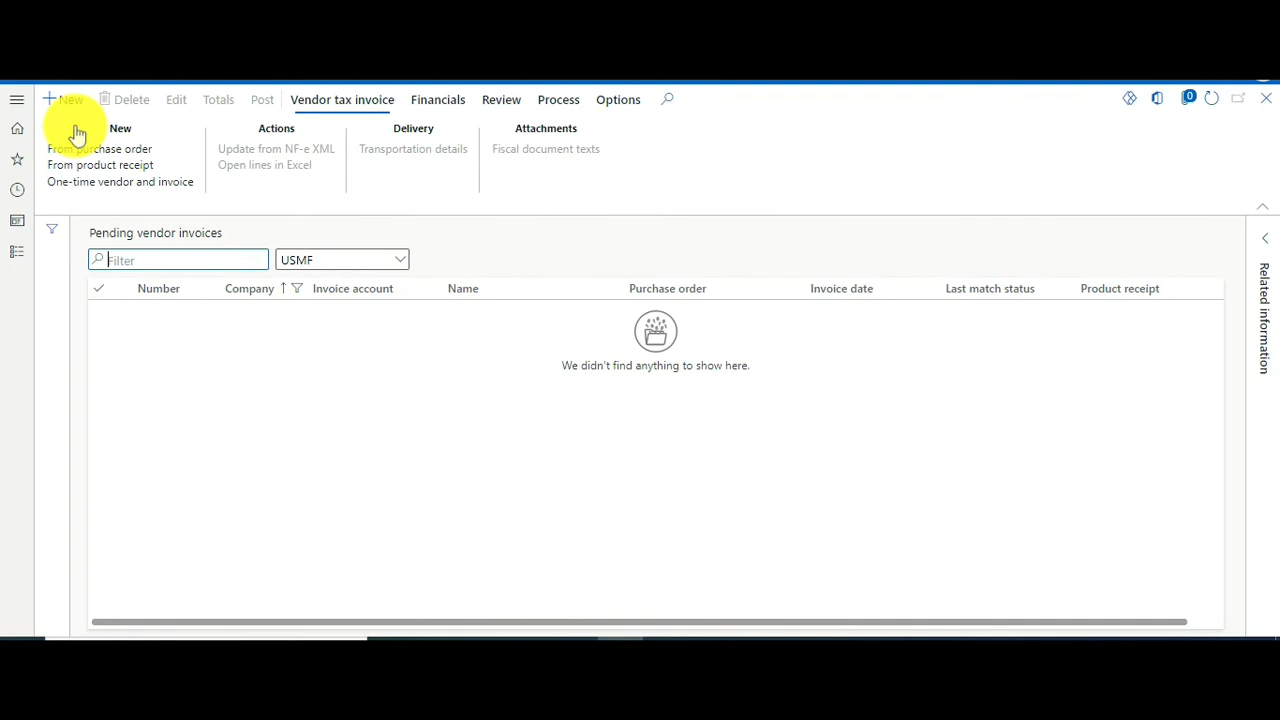 New Delete Edit Totals Post Vendor tax invoice Financials Review Process Options 0
New Actions Delivery Attachments
From purchase order Update from NF-e XML Transportation details Fiscal document texts
From product receipt Open lines in Excel
One-time vendor and invoice
Pending vendor invoices
Filter USMF
Number Company Invoice account Name Purchase order Invoice date Last match status Product receipt
We didn't find anything to show here.
Related information